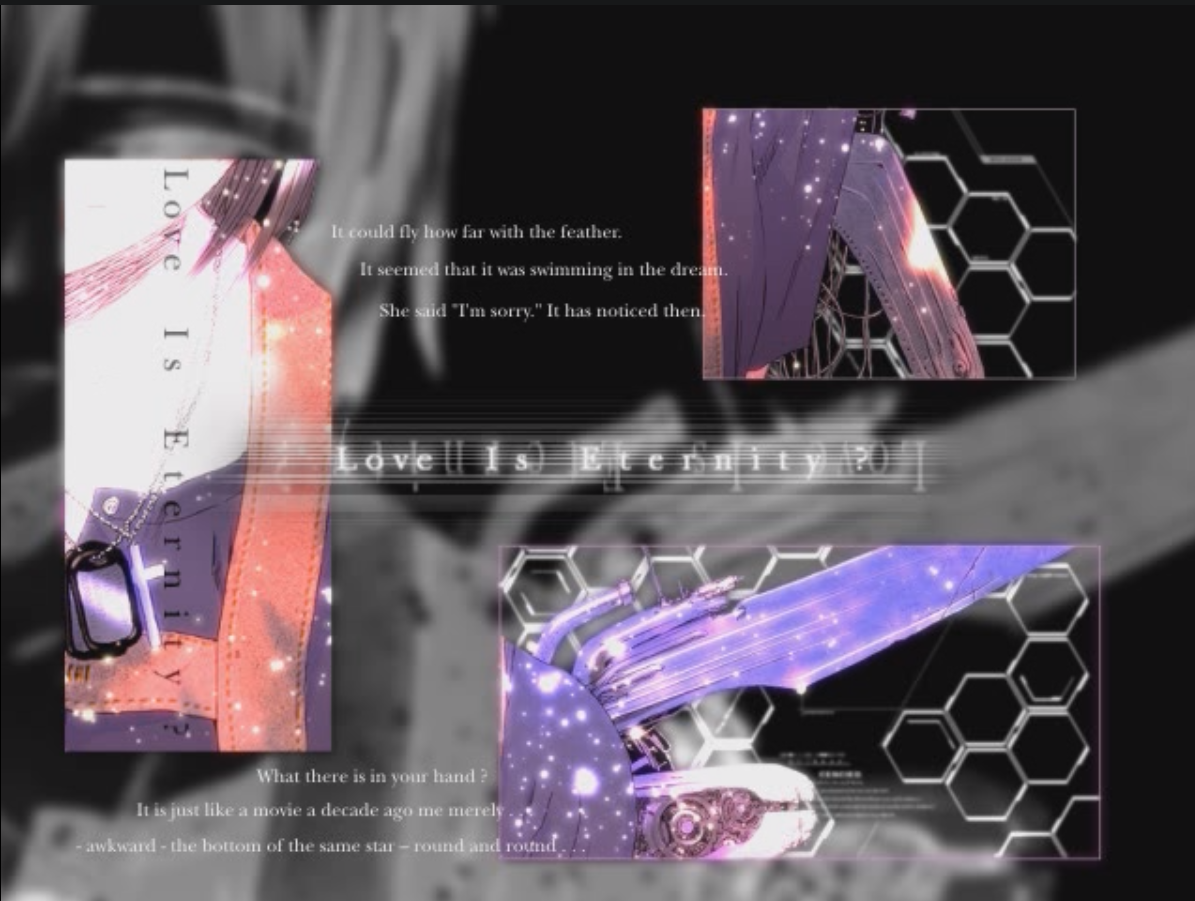 Love Is Eternity ?
It could fly how far with the feather.
It seemed that it was swimming in the dream.
She said "I'm sorry." It has noticed then.
Love Is Eternity ?
What there is in your hand ?
It is just like a movie a decade ago me merely . . .
- awkward - the bottom of the same star – round and round . . .